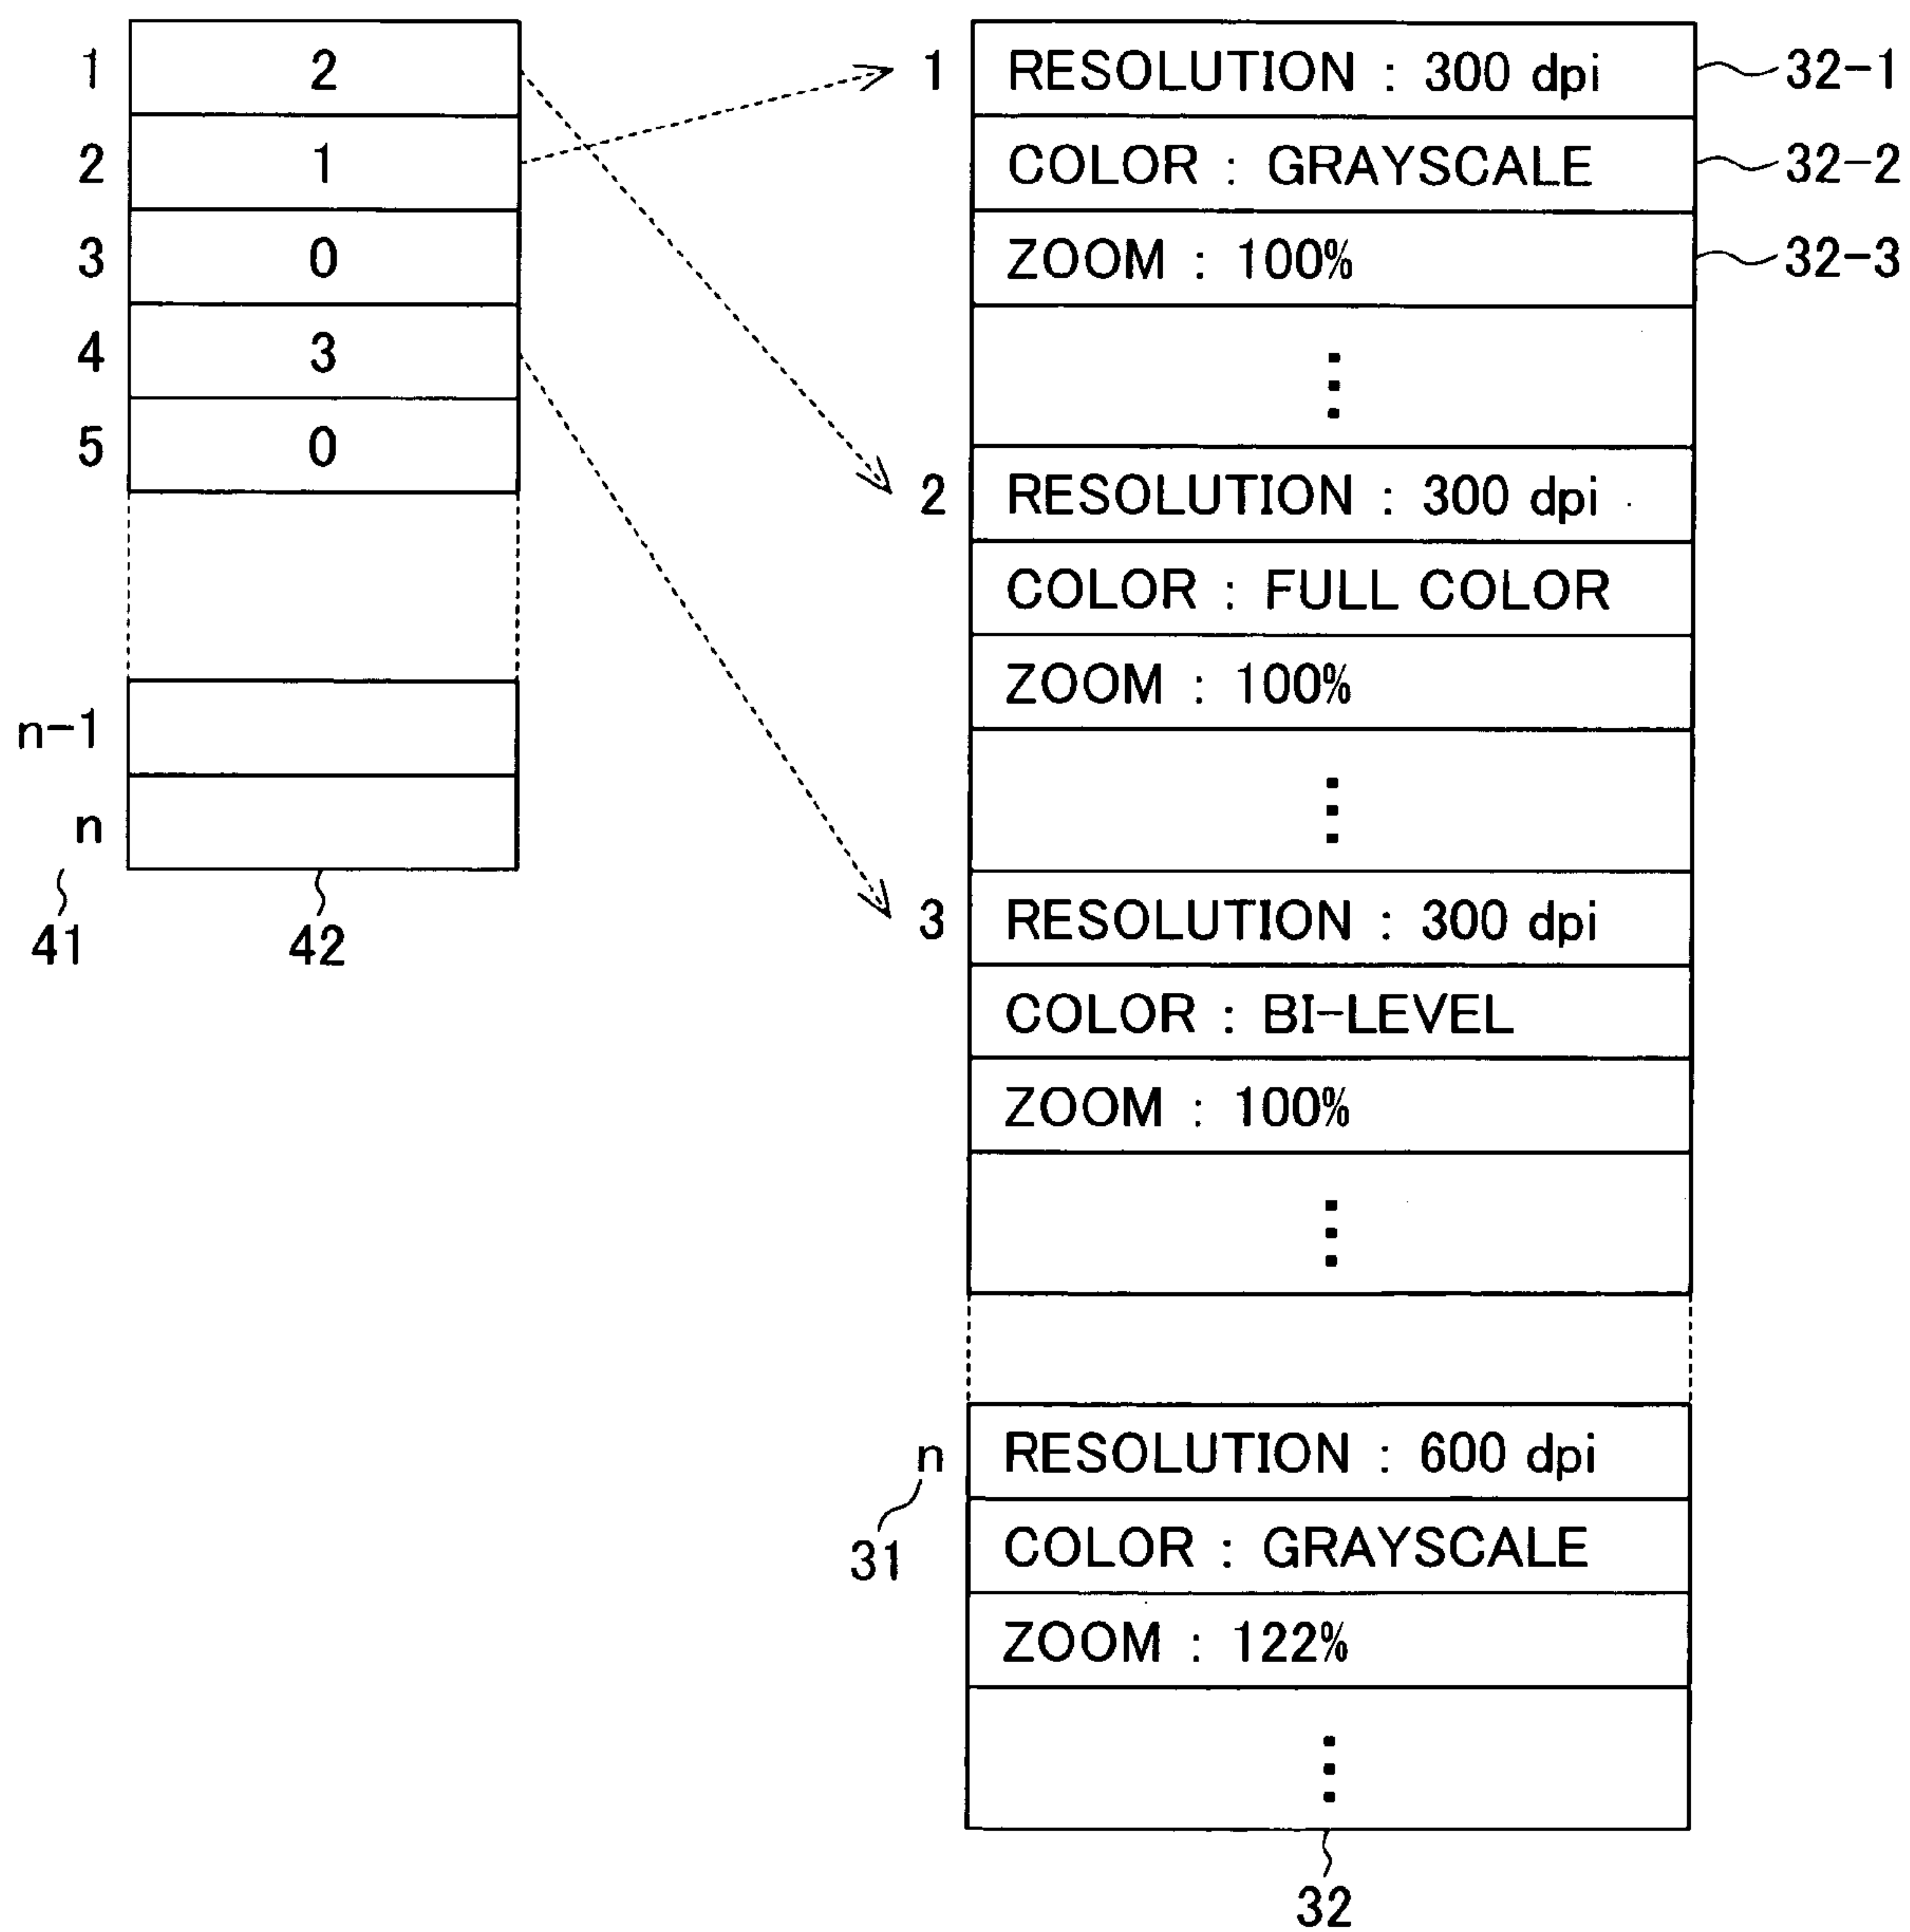 1 2
2 1
3 0
4 3
5 0
n-1
n
41 42
1 RESOLUTION : 300 dpi 32-1
COLOR : GRAYSCALE 32-2
ZOOM : 100% 32-3
⋮
2 RESOLUTION : 300 dpi
COLOR : FULL COLOR
ZOOM : 100%
⋮
3 RESOLUTION : 300 dpi
COLOR : BI-LEVEL
ZOOM : 100%
⋮
n RESOLUTION : 600 dpi
31 COLOR : GRAYSCALE
ZOOM : 122%
⋮
32